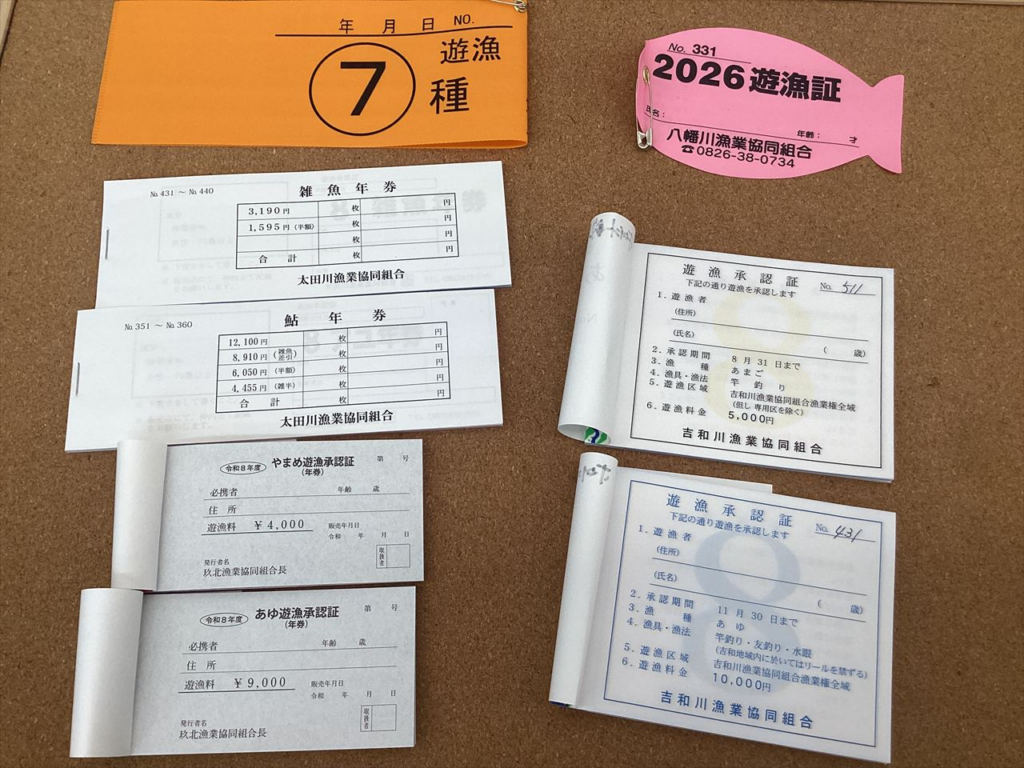 年 月 日 NO.
遊漁
⑦ 種
No. 331
2026遊漁証
氏名： 年齢： 才
八幡川漁業協同組合
☎0826-38-0734
No.431 ～ No.440
雑 魚 年 券
3,190円 枚 円
1,595円 (半額) 枚 円
枚 円
合 計 枚 円
太田川漁業協同組合
No.351 ～ No.360
鮎 年 券
12,100円 枚 円
8,910円 (雑魚差引) 枚 円
6,050円 (半額) 枚 円
4,455円 (雑半) 枚 円
合 計 枚 円
太田川漁業協同組合
令和8年度 やまめ遊漁承認証 第 号
(年券)
必携者 年齢 歳
住 所
遊漁料 ￥4,000 販売年月日
令和 年 月 日
取扱者
発行者名
玖北漁業協同組合長
令和8年度 あゆ遊漁承認証 第 号
(年券)
必携者 年齢 歳
住 所
遊漁料 ￥9,000 販売年月日
令和 年 月 日
取扱者
発行者名
玖北漁業協同組合長
遊 漁 承 認 証
下記の通り遊漁を承認します No. 511
1. 遊 漁 者
(住所)
(氏名)
( 歳)
2. 承 認 期 間 8 月 31 日まで
3. 漁 種 あ ま ご
4. 漁具・漁法 竿 釣 り
5. 遊 漁 区 域 吉和川漁業協同組合漁業権全域
(但し 専用区を除く)
6. 遊 漁 料 金 5,000円
吉和川漁業協同組合
遊 漁 承 認 証
下記の通り遊漁を承認します No. 431
1. 遊 漁 者
(住所)
(氏名)
( 歳)
2. 承 認 期 間 11 月 30 日まで
3. 漁 種 あ ゆ
4. 漁具・漁法 竿釣り・友釣り・水眼
(吉和地域内に於いてはリールを禁ずる)
5. 遊 漁 区 域 吉和川漁業協同組合漁業権全域
6. 遊 漁 料 金 10,000円
吉和川漁業協同組合